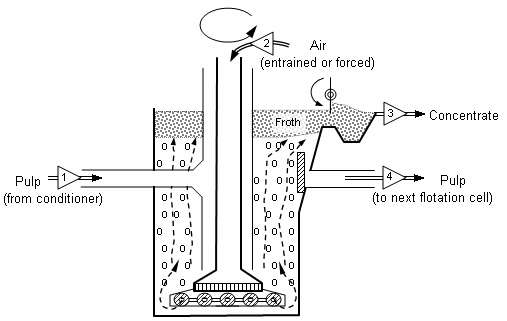 2
Air
(entrained or forced)
3
Concentrate
Froth
1
Pulp
(from conditioner)
4
Pulp
(to next flotation cell)